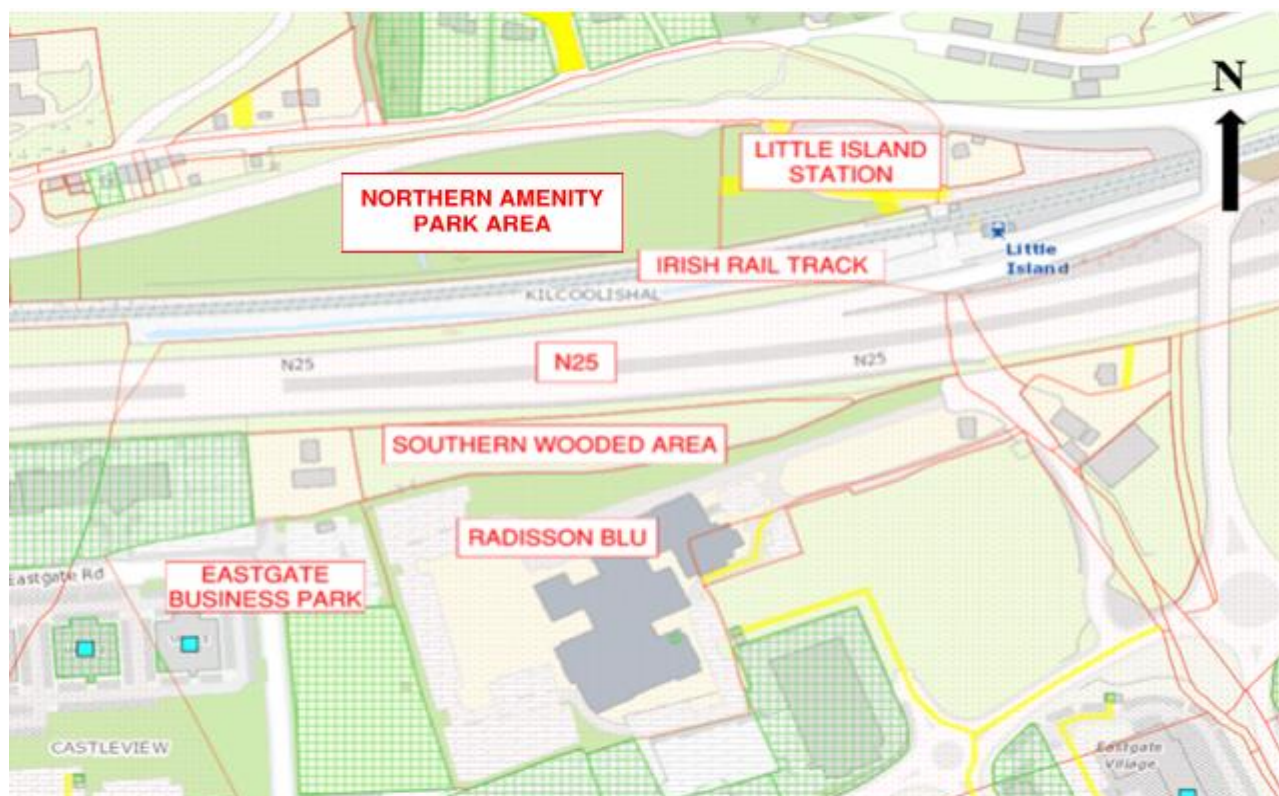 N
LITTLE ISLAND
STATION
NORTHERN AMENITY
PARK AREA
Little
Island
IRISH RAIL TRACK
KILCOOLISHAL
N25
N25
N25
SOUTHERN WOODED AREA
RADISSON BLU
EASTGATE
BUSINESS PARK
Eastgate Rd
CASTLEVIEW
Eastgate
Village